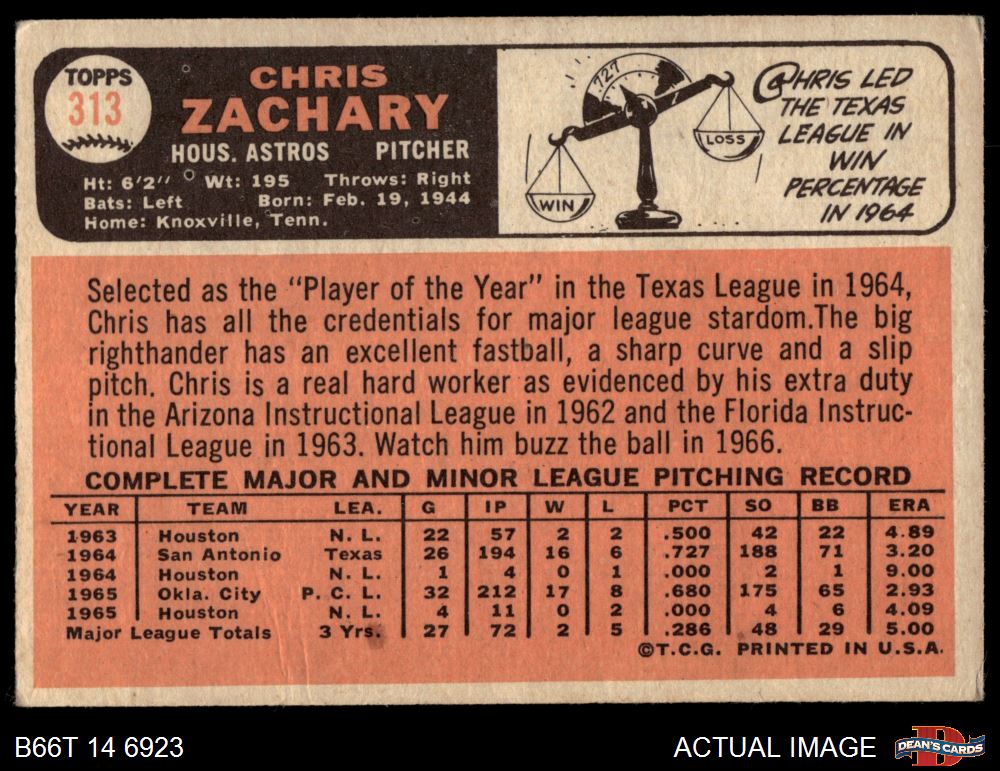 TOPPS
313
CHRIS
ZACHARY
HOUS. ASTROS PITCHER
Ht: 6'2" Wt: 195 Throws: Right
Bats: Left Born: Feb. 19, 1944
Home: Knoxville, Tenn.
.727
WIN
LOSS
CHRIS LED
THE TEXAS
LEAGUE IN
WIN
PERCENTAGE
IN 1964
Selected as the "Player of the Year" in the Texas League in 1964,
Chris has all the credentials for major league stardom.The big
righthander has an excellent fastball, a sharp curve and a slip
pitch. Chris is a real hard worker as evidenced by his extra duty
in the Arizona Instructional League in 1962 and the Florida Instruc-
tional League in 1963. Watch him buzz the ball in 1966.
COMPLETE MAJOR AND MINOR LEAGUE PITCHING RECORD
YEAR TEAM LEA. G IP W L PCT SO BB ERA
1963 Houston N. L. 22 57 2 2 .500 42 22 4.89
1964 San Antonio Texas 26 194 16 6 .727 188 71 3.20
1964 Houston N. L. 1 4 0 1 .000 2 1 9.00
1965 Okla. City P. C. L. 32 212 17 8 .680 175 65 2.93
1965 Houston N. L. 4 11 0 2 .000 4 6 4.09
Major League Totals 3 Yrs. 27 72 2 5 .286 48 29 5.00
©T.C.G. PRINTED IN U.S.A.
B66T 14 6923
ACTUAL IMAGE
D
DEAN'S CARDS